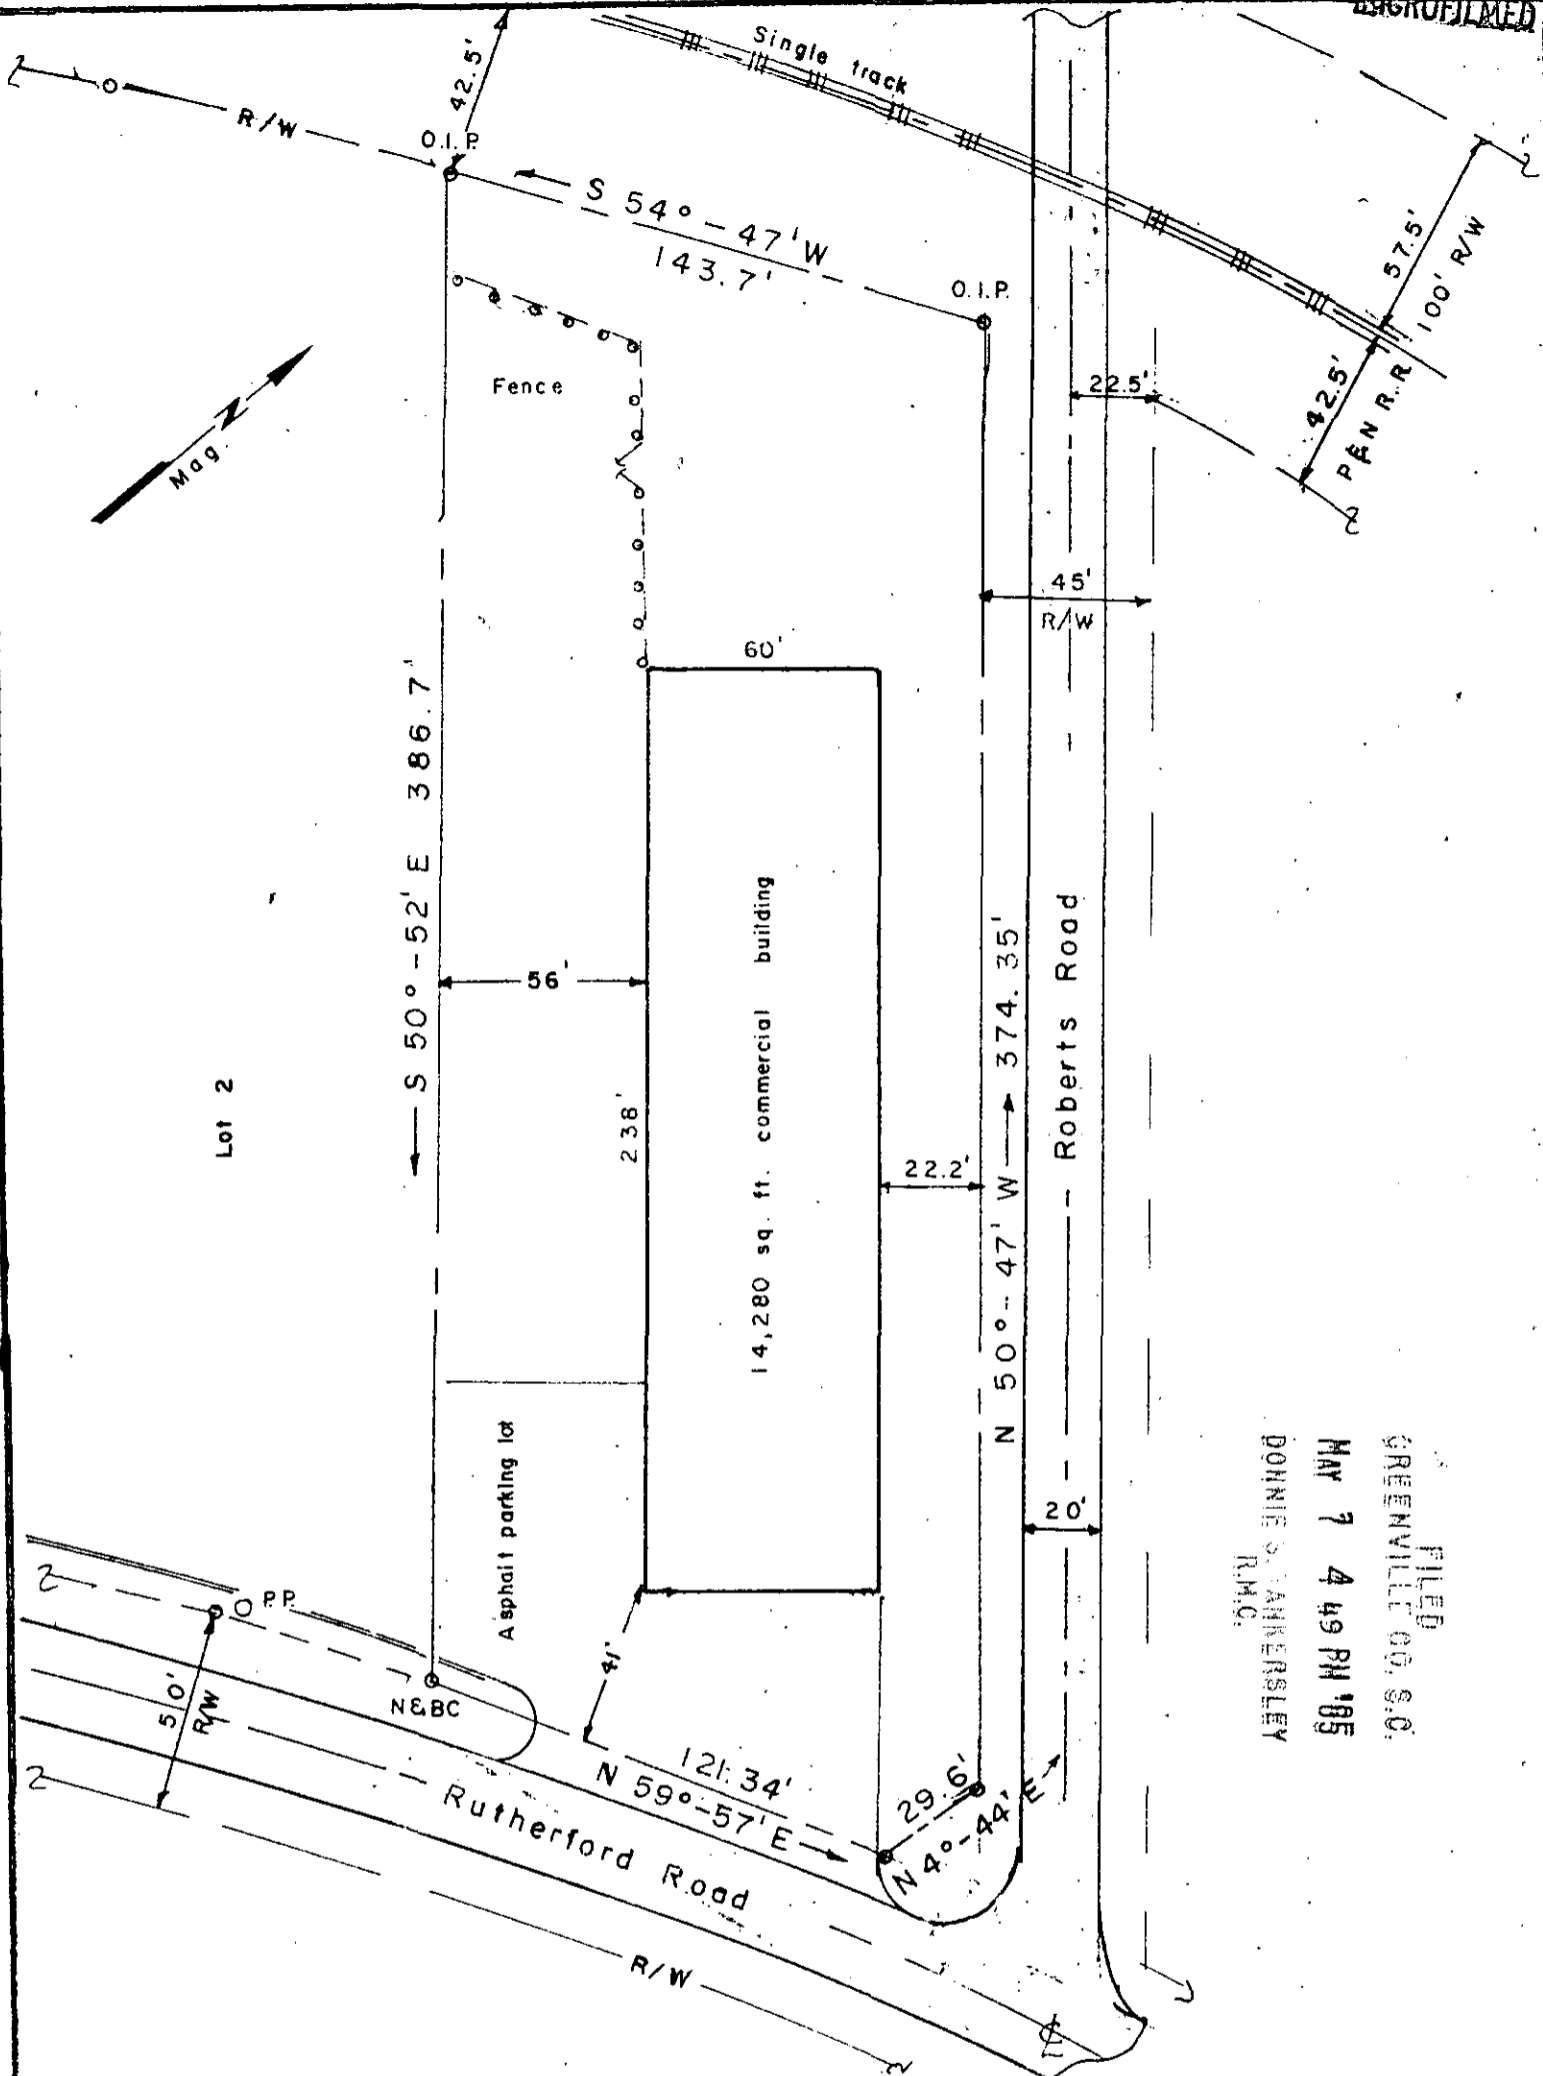 MICROFILMED
Single track
42.5'
R/W
O.I.P.
S 54°-47'W
143.7'
O.I.P.
57.5'
100' R/W
42.5'
P&N R.R
22.5'
Fence
Mag. N
45'
R/W
60'
S 50°-52'E 386.7'
56'
238'
14,280 sq. ft. commercial building
22.2'
N 50°-47' W 374.35'
Roberts Road
Lot 2
20'
Asphalt parking lot
41'
P.P.
50'
R/W
N&BC
121.34'
N 59°-57' E
29.6'
N 4°-44' E
Rutherford Road
R/W
FILED
GREENVILLE CO. S.C.
MAY 7 4 49 PM '85
DONNIE S. TANKERSLEY
R.M.C.